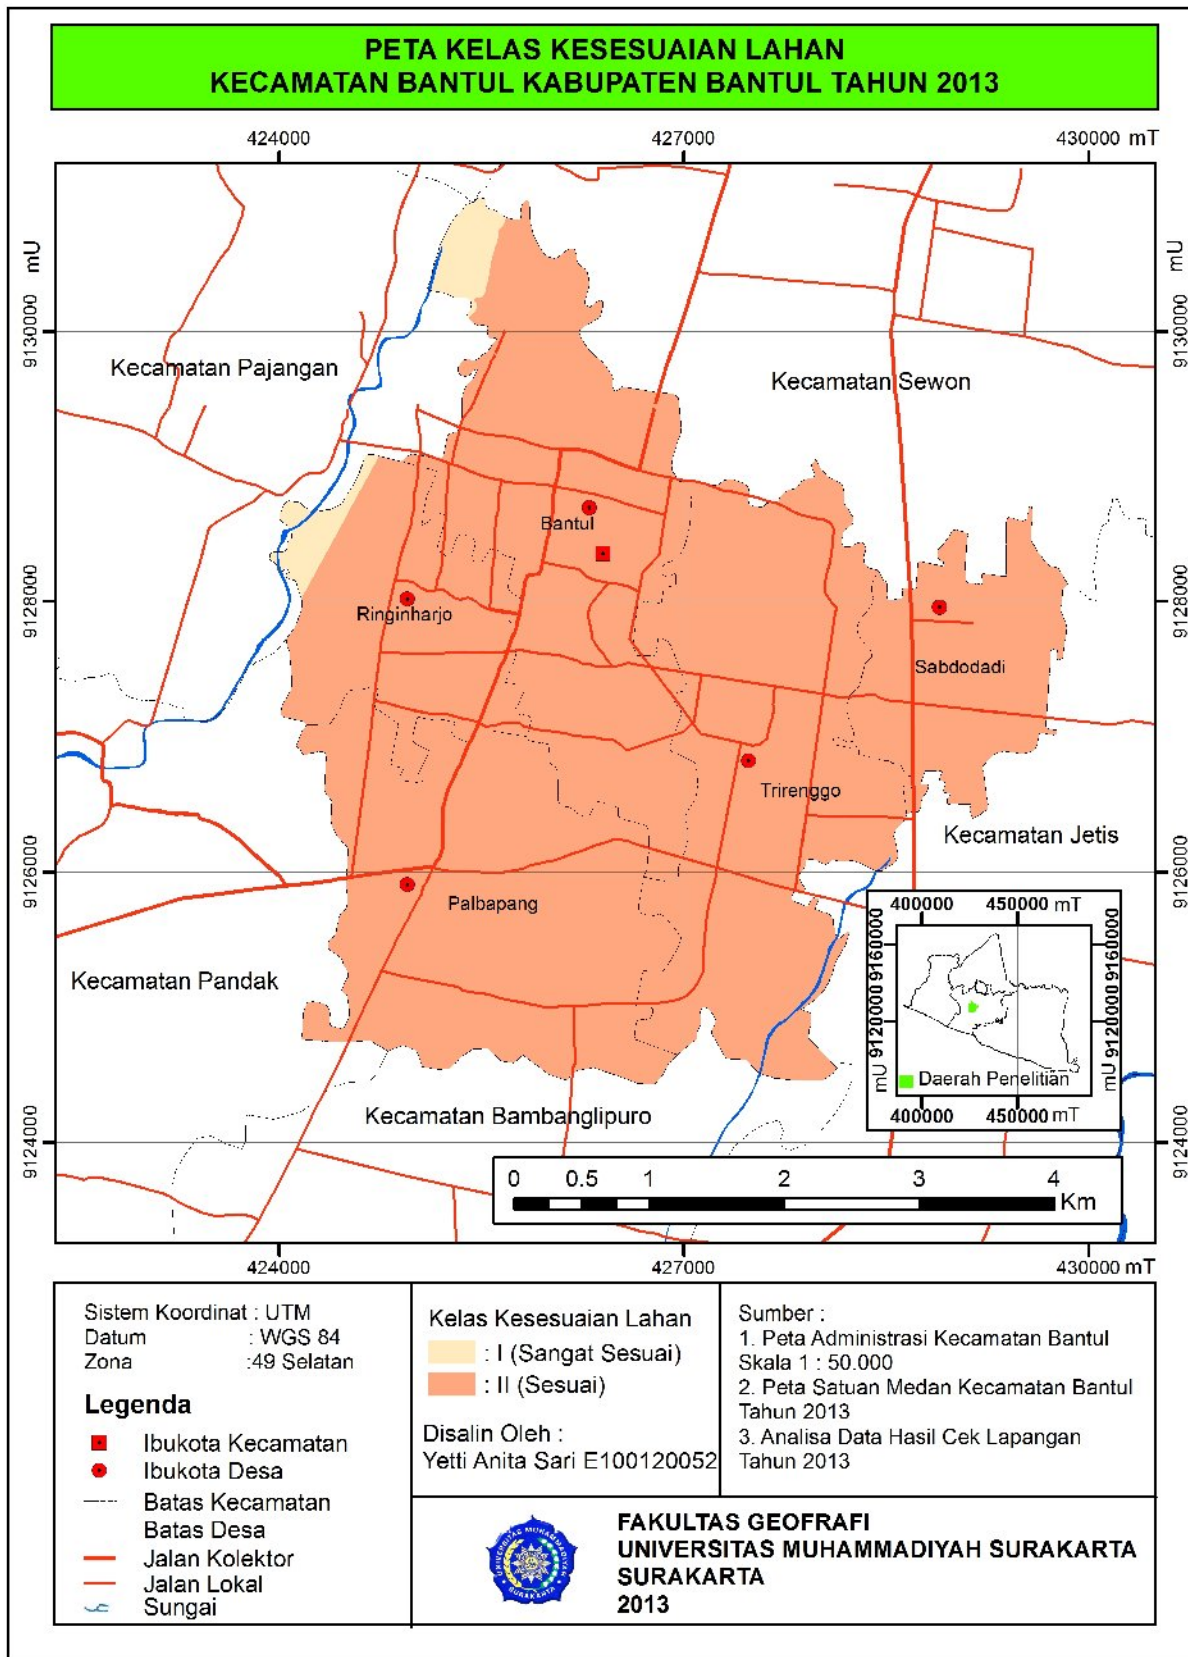 PETA KELAS KESESUAIAN LAHAN
KECAMATAN BANTUL KABUPATEN BANTUL TAHUN 2013
424000
427000
430000 mT
mU
mU
9130000
9130000
Kecamatan Pajangan
Kecamatan Sewon
Bantul
9128000
9128000
Ringinharjo
Sabdodadi
Trirenggo
Kecamatan Jetis
9126000
9126000
Palbapang
Kecamatan Pandak
400000
450000 mT
9160000
9160000
9120000
9120000
mU
mU
Daerah Penelitian
400000
450000 mT
Kecamatan Bambanglipuro
9124000
9124000
0 0.5 1 2 3 4
Km
424000
427000
430000 mT
Sistem Koordinat : UTM
Datum : WGS 84
Zona :49 Selatan
Legenda
Ibukota Kecamatan
Ibukota Desa
Batas Kecamatan
Batas Desa
Jalan Kolektor
Jalan Lokal
Sungai
Kelas Kesesuaian Lahan
: I (Sangat Sesuai)
: II (Sesuai)
Disalin Oleh :
Yetti Anita Sari E100120052
Sumber :
1. Peta Administrasi Kecamatan Bantul
Skala 1 : 50.000
2. Peta Satuan Medan Kecamatan Bantul
Tahun 2013
3. Analisa Data Hasil Cek Lapangan
Tahun 2013
UNIVERSITAS MUHAMMADIYAH
SURAKARTA
FAKULTAS GEOFRAFI
UNIVERSITAS MUHAMMADIYAH SURAKARTA
SURAKARTA
2013